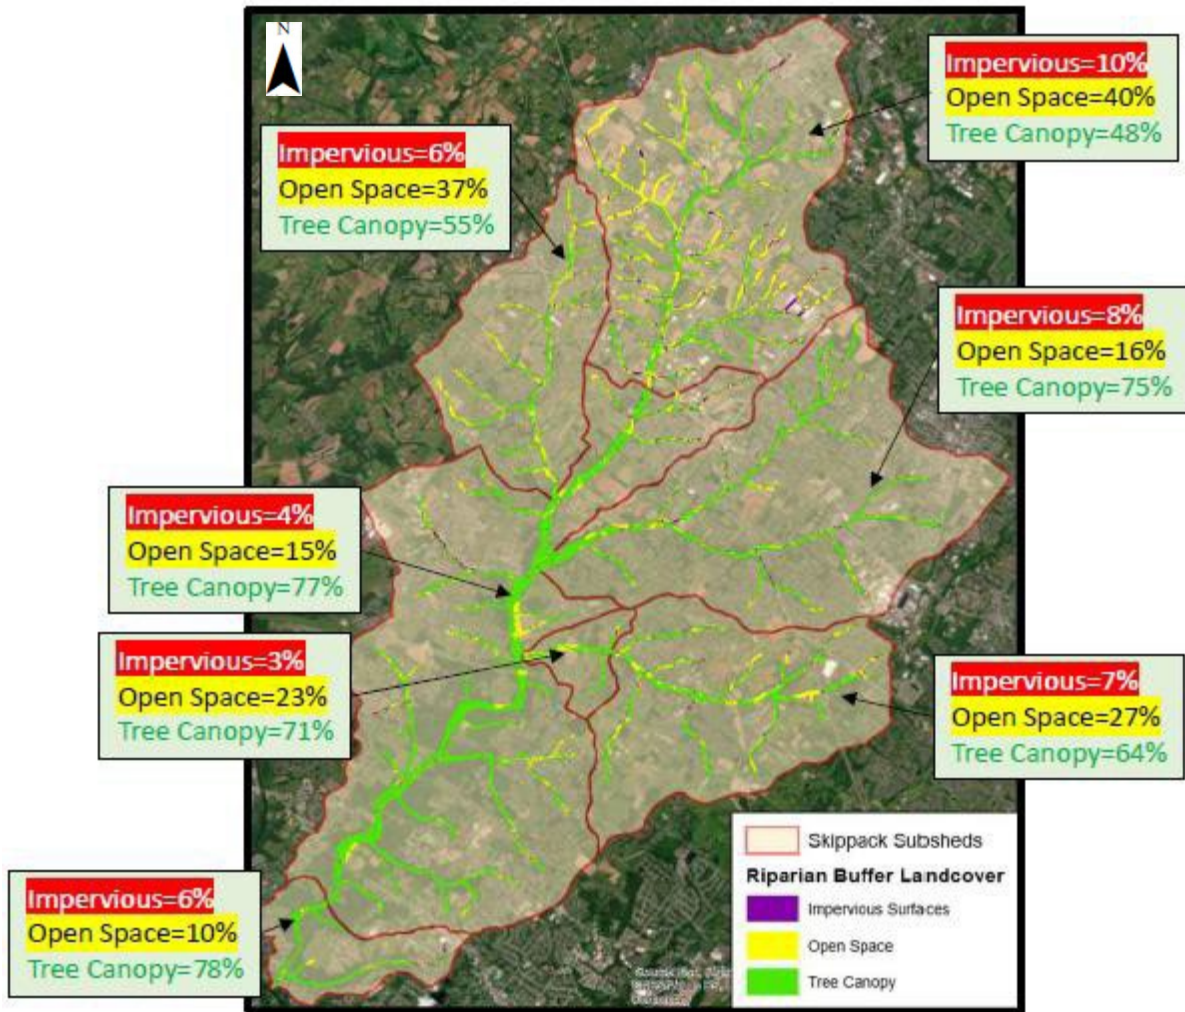 N
Impervious=10%
Open Space=40%
Tree Canopy=48%
Impervious=6%
Open Space=37%
Tree Canopy=55%
Impervious=8%
Open Space=16%
Tree Canopy=75%
Impervious=4%
Open Space=15%
Tree Canopy=77%
Impervious=3%
Open Space=23%
Tree Canopy=71%
Impervious=7%
Open Space=27%
Tree Canopy=64%
Impervious=6%
Open Space=10%
Tree Canopy=78%
Skippack Subsheds
Riparian Buffer Landcover
Impervious Surfaces
Open Space
Tree Canopy